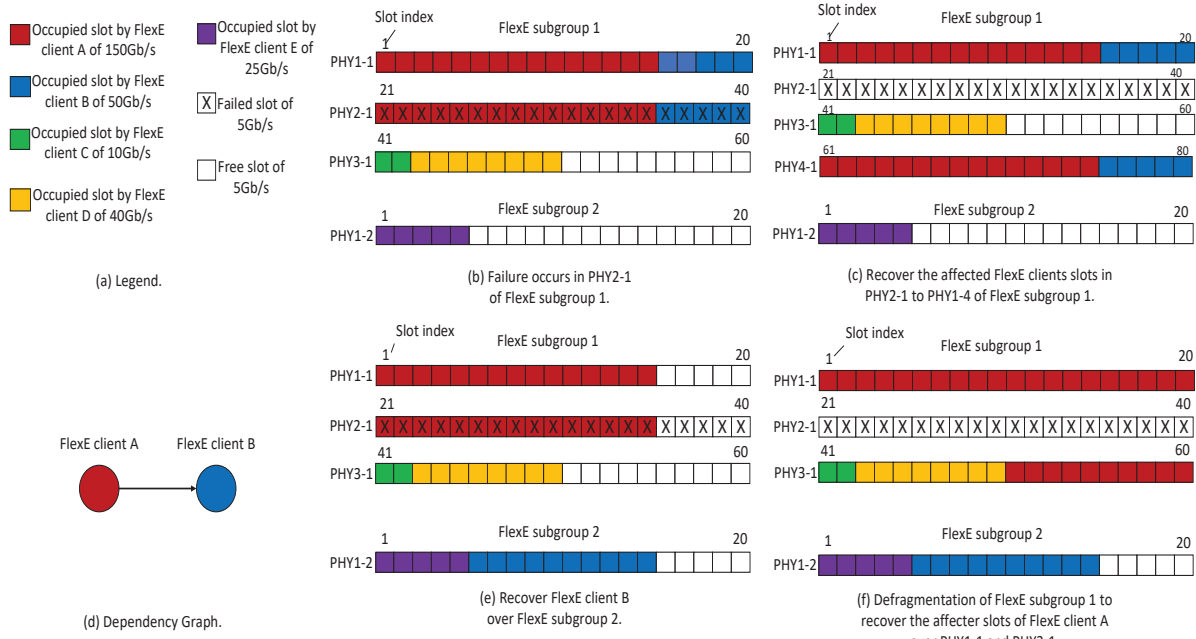 Occupied slot by FlexE
client A of 150Gb/s
Occupied slot by FlexE
client B of 50Gb/s
Occupied slot by FlexE
client C of 10Gb/s
Occupied slot by FlexE
client D of 40Gb/s
Occupied slot by
FlexE client E of
25Gb/s
X Failed slot of
5Gb/s
Free slot of
5Gb/s
(a) Legend.
Slot index
FlexE subgroup 1
1 20
PHY1-1
21 40
PHY2-1 X X X X X X X X X X X X X X X X X X X X
41 60
PHY3-1
FlexE subgroup 2
1 20
PHY1-2
(b) Failure occurs in PHY2-1
of FlexE subgroup 1.
Slot index
FlexE subgroup 1
1 20
PHY1-1
21 40
PHY2-1 X X X X X X X X X X X X X X X X X X X X
41 60
PHY3-1
61 80
PHY4-1
1 FlexE subgroup 2 20
PHY1-2
(c) Recover the affected FlexE clients slots in
PHY2-1 to PHY1-4 of FlexE subgroup 1.
FlexE client A FlexE client B
(d) Dependency Graph.
Slot index
FlexE subgroup 1
1 20
PHY1-1
21 40
PHY2-1 X X X X X X X X X X X X X X X X X X X X
41 60
PHY3-1
FlexE subgroup 2
1 20
PHY1-2
(e) Recover FlexE client B
over FlexE subgroup 2.
Slot index
FlexE subgroup 1
1 20
PHY1-1
21 40
PHY2-1 X X X X X X X X X X X X X X X X X X X X
41 60
PHY3-1
FlexE subgroup 2
1 20
PHY1-2
(f) Defragmentation of FlexE subgroup 1 to
recover the affecter slots of FlexE client A